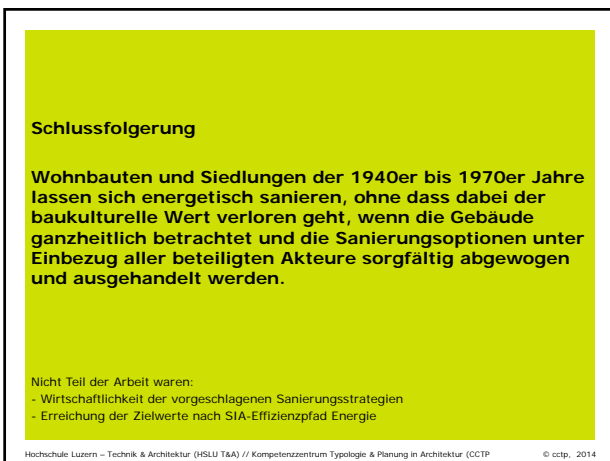 Schlussfolgerung
Wohnbauten und Siedlungen der 1940er bis 1970er Jahre
lassen sich energetisch sanieren, ohne dass dabei der
baukulturelle Wert verloren geht, wenn die Gebäude
ganzheitlich betrachtet und die Sanierungsoptionen unter
Einbezug aller beteiligten Akteure sorgfältig abgewogen
und ausgehandelt werden.
Nicht Teil der Arbeit waren:
- Wirtschaftlichkeit der vorgeschlagenen Sanierungsstrategien
- Erreichung der Zielwerte nach SIA-Effizienzpfad Energie
Hochschule Luzern – Technik & Architektur (HSLU T&A) // Kompetenzzentrum Typologie & Planung in Architektur (CCTP © cctp, 2014